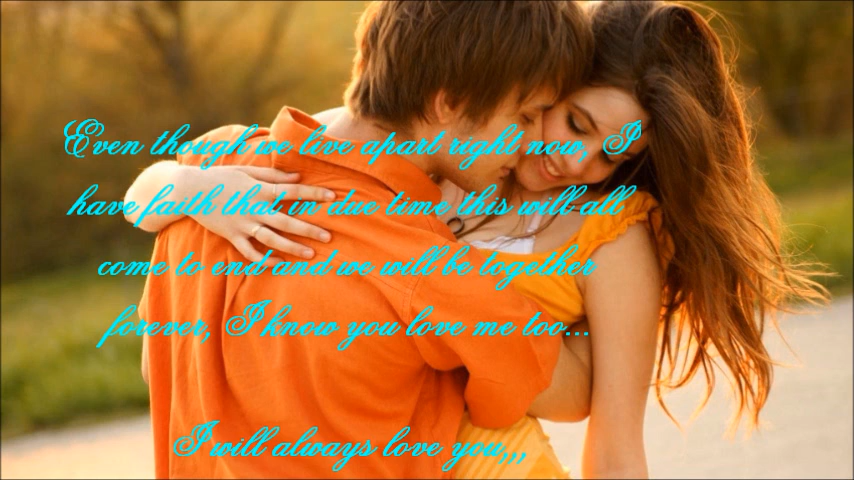 Even though we live apart right now, I
have faith that in due time this will all
come to end and we will be together
forever, I know you love me too...
I will always love you,,,